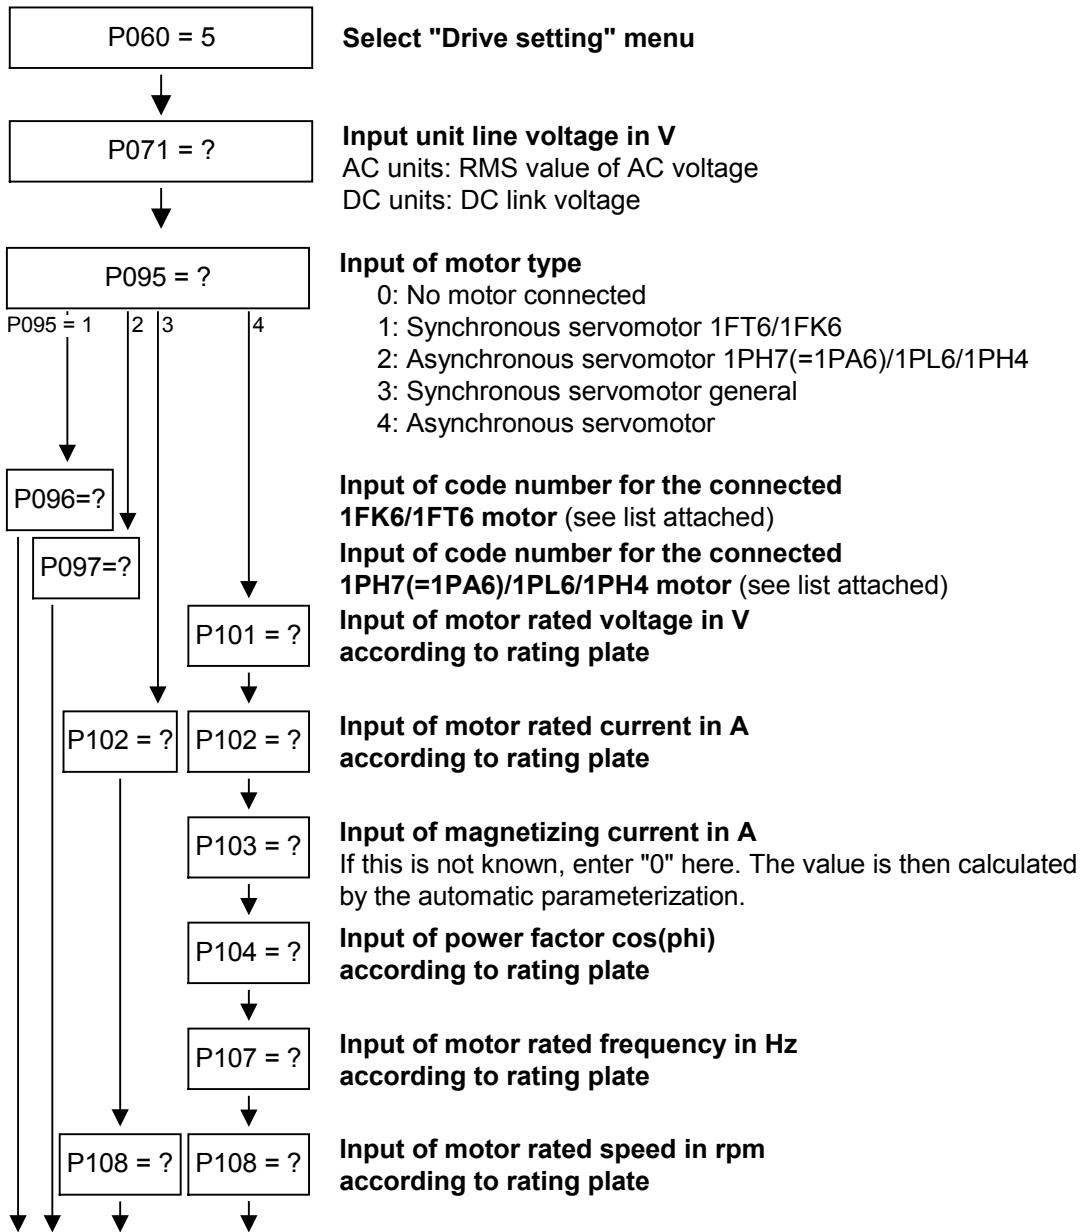 P060 = 5
Select "Drive setting" menu
P071 = ?
Input unit line voltage in V
AC units: RMS value of AC voltage
DC units: DC link voltage
P095 = ?
Input of motor type
0: No motor connected
P095 = 1 2 3 4
1: Synchronous servomotor 1FT6/1FK6
2: Asynchronous servomotor 1PH7(=1PA6)/1PL6/1PH4
3: Synchronous servomotor general
4: Asynchronous servomotor
P096=?
Input of code number for the connected
1FK6/1FT6 motor (see list attached)
P097=?
Input of code number for the connected
1PH7(=1PA6)/1PL6/1PH4 motor (see list attached)
P101 = ?
Input of motor rated voltage in V
according to rating plate
P102 = ? P102 = ?
Input of motor rated current in A
according to rating plate
P103 = ?
Input of magnetizing current in A
If this is not known, enter "0" here. The value is then calculated
by the automatic parameterization.
P104 = ?
Input of power factor cos(phi)
according to rating plate
P107 = ?
Input of motor rated frequency in Hz
according to rating plate
P108 = ? P108 = ?
Input of motor rated speed in rpm
according to rating plate